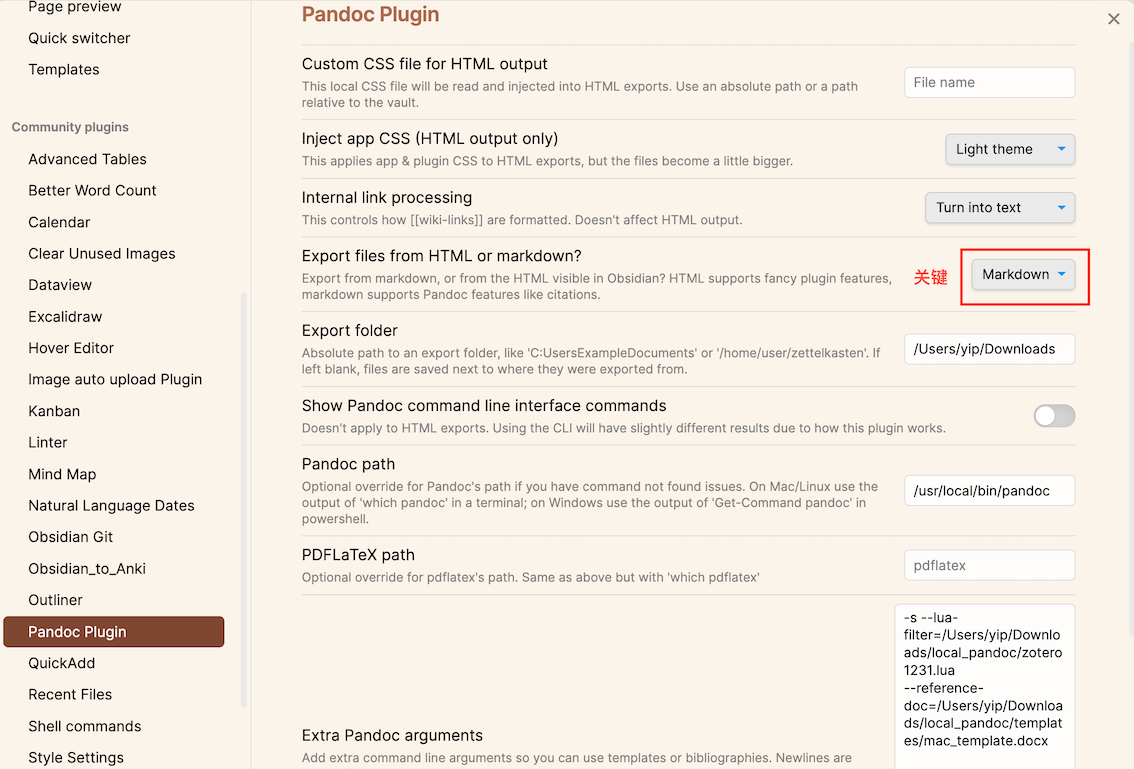 Page preview
Quick switcher
Templates
Community plugins
Advanced Tables
Better Word Count
Calendar
Clear Unused Images
Dataview
Excalidraw
Hover Editor
Image auto upload Plugin
Kanban
Linter
Mind Map
Natural Language Dates
Obsidian Git
Obsidian_to_Anki
Outliner
Pandoc Plugin
QuickAdd
Recent Files
Shell commands
Style Settings
Pandoc Plugin
Custom CSS file for HTML output
This local CSS file will be read and injected into HTML exports. Use an absolute path or a path
relative to the vault.
File name
Inject app CSS (HTML output only)
This applies app & plugin CSS to HTML exports, but the files become a little bigger.
Light theme
Internal link processing
This controls how [[wiki-links]] are formatted. Doesn't affect HTML output.
Turn into text
Export files from HTML or markdown?
Export from markdown, or from the HTML visible in Obsidian? HTML supports fancy plugin features,
markdown supports Pandoc features like citations.
关键
Markdown
Export folder
Absolute path to an export folder, like 'C:UsersExampleDocuments' or '/home/user/zettelkasten'. If
left blank, files are saved next to where they were exported from.
/Users/yip/Downloads
Show Pandoc command line interface commands
Doesn't apply to HTML exports. Using the CLI will have slightly different results due to how this plugin works.
Pandoc path
Optional override for Pandoc's path if you have command not found issues. On Mac/Linux use the
output of 'which pandoc' in a terminal; on Windows use the output of 'Get-Command pandoc' in
powershell.
/usr/local/bin/pandoc
PDFLaTeX path
Optional override for pdflatex's path. Same as above but with 'which pdflatex'
pdflatex
Extra Pandoc arguments
Add extra command line arguments so you can use templates or bibliographies. Newlines are
-s --lua-
filter=/Users/yip/Downlo
ads/local_pandoc/zotero
1231.lua
--reference-
doc=/Users/yip/Downloa
ds/local_pandoc/templat
es/mac_template.docx